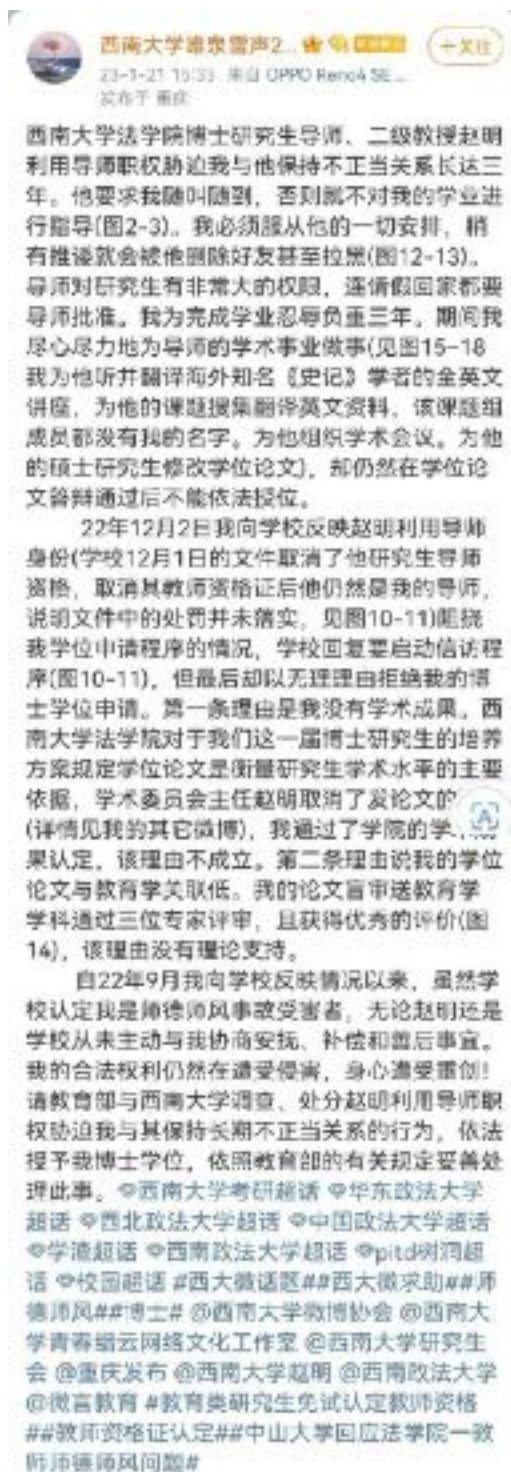 西南大学雎泉雷声2...
+关注
23-1-21 15:33 来自 OPPO Reno4 SE ...
发布于 重庆
西南大学法学院博士研究生导师、二级教授赵明
利用导师职权胁迫我与他保持不正当关系长达三
年。他要求我随叫随到，否则就不对我的学业进
行指导(图2-3)。我必须服从他的一切安排，稍
有推诿就会被他删除好友甚至拉黑(图12-13)。
导师对研究生有非常大的权限，连请假回家都要
导师批准。我为完成学业忍辱负重三年，期间我
尽心尽力地为导师的学术事业做事(见图15-18
我为他听并翻译海外知名《史记》学者的全英文
讲座，为他的课题搜集翻译英文资料，该课题组
成员都没有我的名字。为他组织学术会议。为他
的硕士研究生修改学位论文)，却仍然在学位论
文答辩通过后不能依法授位。
22年12月2日我向学校反映赵明利用导师
身份(学校12月1日的文件取消了他研究生导师
资格，取消其教师资格证后他仍然是我的导师，
说明文件中的处罚并未落实，见图10-11)阻挠
我学位申请程序的情况，学校回复要启动信访程
序(图10-11)，但最后却以无理理由拒绝我的博
士学位申请。第一条理由是我没有学术成果。西
南大学法学院对于我们这一届博士研究生的培养
方案规定学位论文是衡量研究生学术水平的主要
依据，学术委员会主任赵明取消了发论文的
(详情见我的其它微博)，我通过了学院的学
果认定，该理由不成立。第二条理由说我的学位
论文与教育学关联低。我的论文盲审送教育学
学科通过三位专家评审，且获得优秀的评价(图
14)，该理由没有理论支持。
自22年9月我向学校反映情况以来，虽然学
校认定我是师德师风事故受害者，无论赵明还是
学校从未主动与我协商安抚、补偿和善后事宜。
我的合法权利仍然在遭受侵害，身心遭受重创！
请教育部与西南大学调查、处分赵明利用导师职
权胁迫我与其保持长期不正当关系的行为，依法
授予我博士学位，依照教育部的有关规定妥善处
理此事。西南大学考研超话 华东政法大学
超话 西北政法大学超话 中国政法大学超话
学渣超话 西南政法大学超话 pitd树洞超
话 校园超话 #西大微话题##西大微求助##师
德师风##博士# @西南大学微博协会 @西南大
学青春缙云网络文化工作室 @西南大学研究生
会 @重庆发布 @西南大学赵明 @西南政法大学
@微言教育 #教育类研究生免试认定教师资格
##教师资格证认定##中山大学回应法学院一教
师师德师风问题#